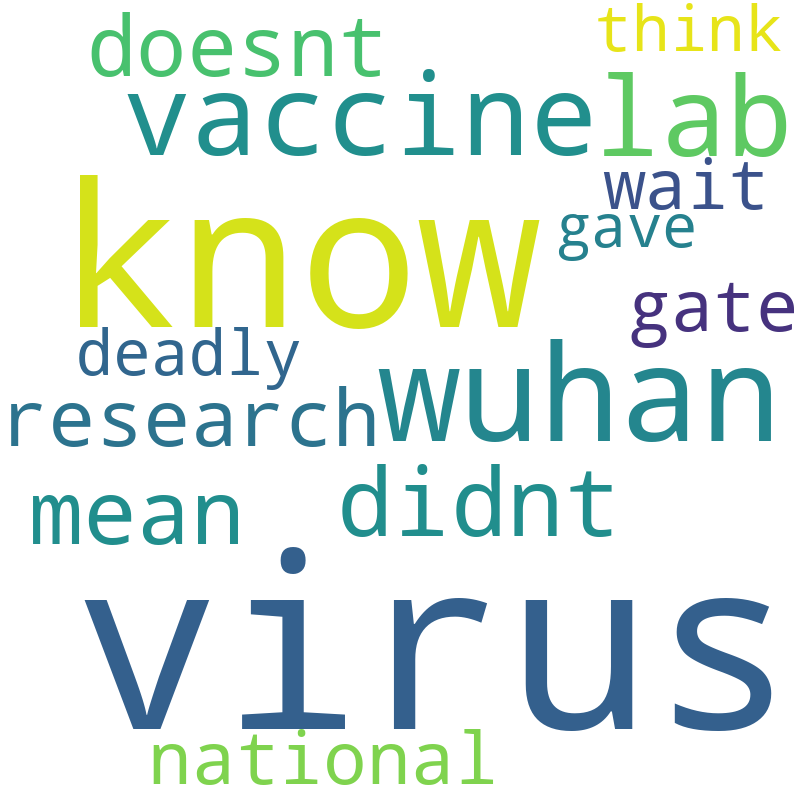 doesnt think
vaccine lab
wait
know gave
gate
deadly
research wuhan
mean didnt
virus
national